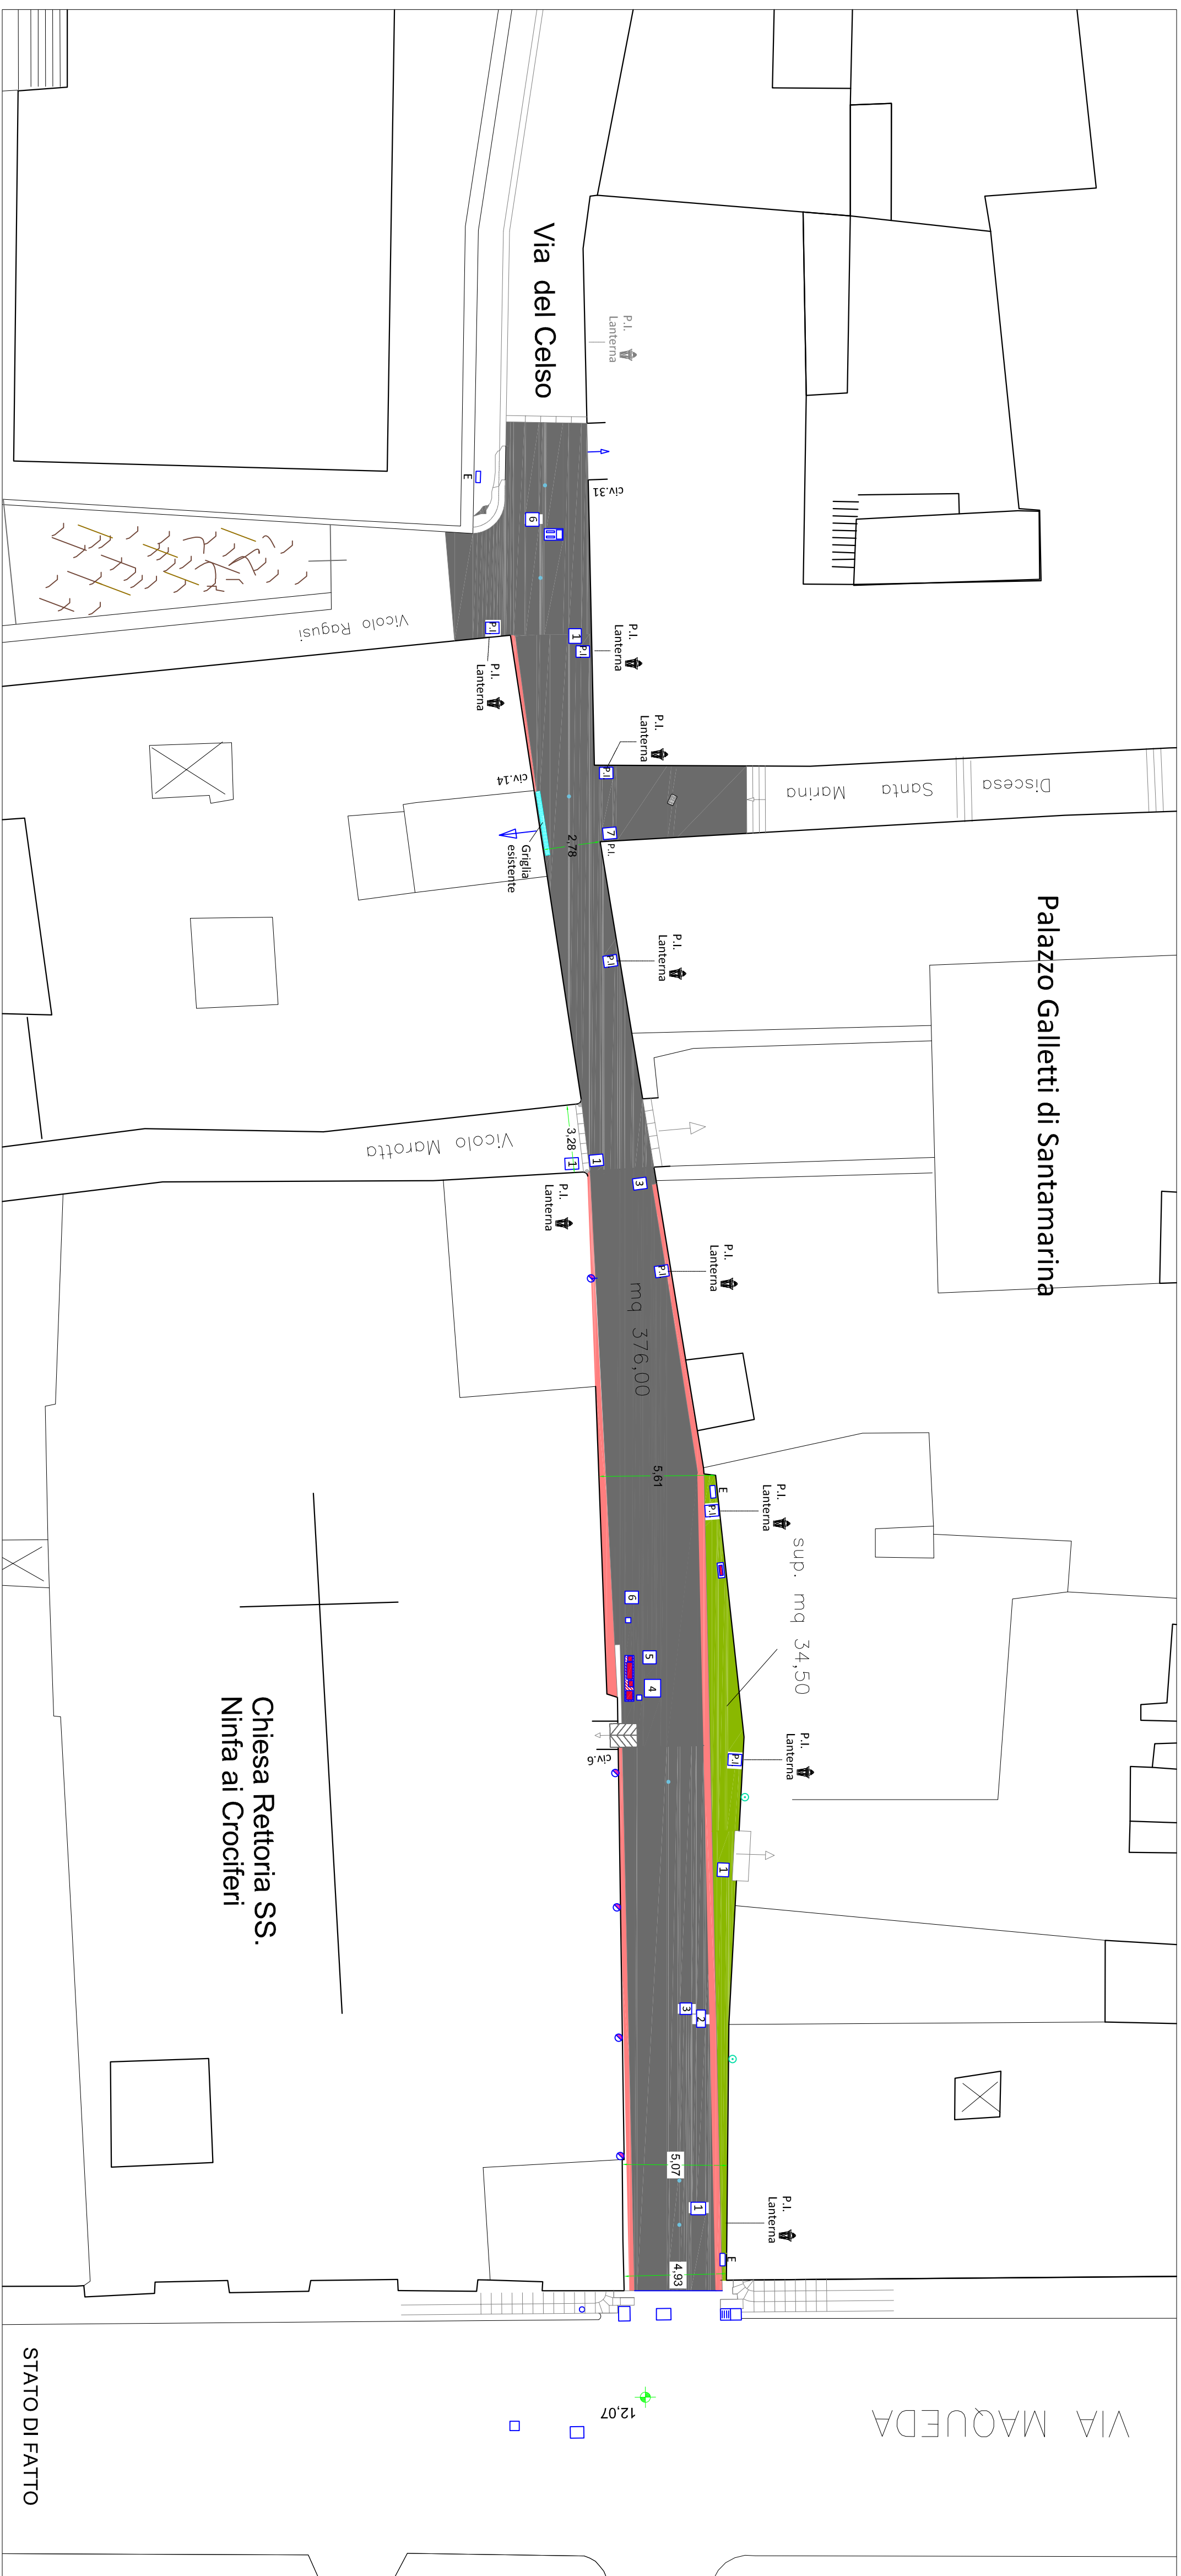 Via del Celso
P.I.
Lanterna
civ.31
E
6
Vicolo Ragusi
P.I
P.I.
Lanterna
1
P.I
P.I.
Lanterna
P.I.
Lanterna
P.I
civ.14
Griglia
esistente
2,78
7
P.I.
Discesa Santa Marina
Palazzo Galletti di Santamarina
P.I
P.I.
Lanterna
Vicolo Marotta
3,28
1
1
3
P.I.
Lanterna
P.I
P.I.
Lanterna
mq 376,00
5,61
E
P.I
P.I.
Lanterna
sup. mq 34,50
6
5
4
civ.6
P.I
P.I.
Lanterna
1
Chiesa Rettoria SS.
Ninfa ai Crociferi
3
2
5,07
1
P.I.
Lanterna
E
4,93
12,07
VIA MAQUEDA
STATO DI FATTO